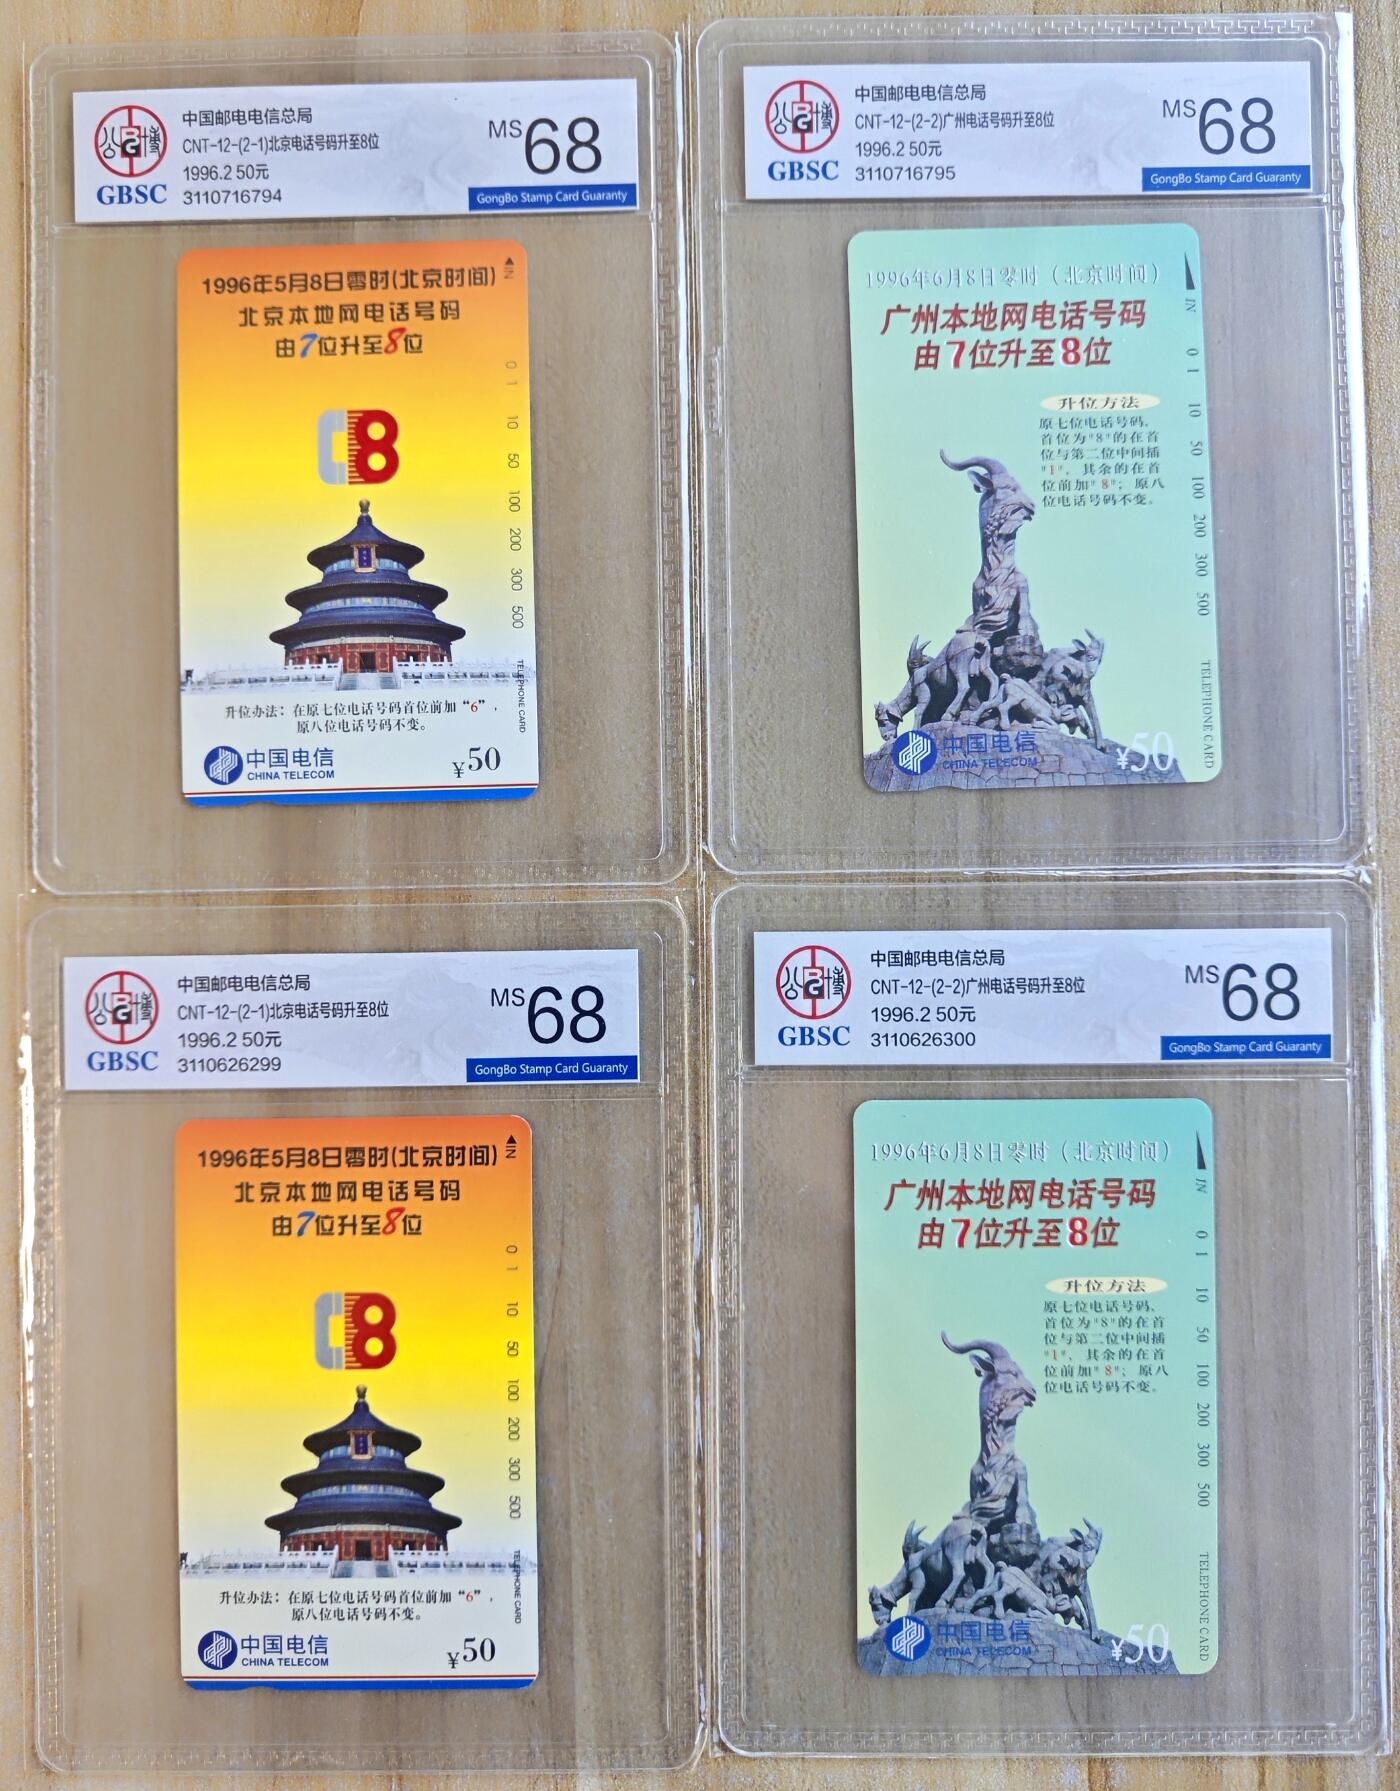 中国邮电电信总局
CNT-12-(2-1)北京电话号码升至8位
1996.2 50元
3110716794
GBSC
MS 68
GongBo Stamp Card Guaranty
1996年5月8日零时(北京时间)
北京本地网电话号码
由7位升至8位
IN
0 1 10 50 100 200 300 500
TELEPHONE CARD
升位办法：在原七位电话号码首位前加“6”，
原八位电话号码不变。
中国电信
CHINA TELECOM
¥50
中国邮电电信总局
CNT-12-(2-2)广州电话号码升至8位
1996.2 50元
3110716795
GBSC
MS 68
GongBo Stamp Card Guaranty
1996年6月8日零时（北京时间）
广州本地网电话号码
由7位升至8位
IN
0 1 10 50 100 200 300 500
TELEPHONE CARD
升位方法
原七位电话号码，
首位为"8"的在首
位与第二位中间插
"1"，其余的在首
位前加"8"；原八
位电话号码不变。
中国电信
CHINA TELECOM
¥50
中国邮电电信总局
CNT-12-(2-1)北京电话号码升至8位
1996.2 50元
3110626299
GBSC
MS 68
GongBo Stamp Card Guaranty
1996年5月8日零时(北京时间)
北京本地网电话号码
由7位升至8位
IN
0 1 10 50 100 200 300 500
TELEPHONE CARD
升位办法：在原七位电话号码首位前加“6”，
原八位电话号码不变。
中国电信
CHINA TELECOM
¥50
中国邮电电信总局
CNT-12-(2-2)广州电话号码升至8位
1996.2 50元
3110626300
GBSC
MS 68
GongBo Stamp Card Guaranty
1996年6月8日零时（北京时间）
广州本地网电话号码
由7位升至8位
IN
0 1 10 50 100 200 300 500
TELEPHONE CARD
升位方法
原七位电话号码，
首位为"8"的在首
位与第二位中间插
"1"，其余的在首
位前加"8"；原八
位电话号码不变。
中国电信
CHINA TELECOM
¥50